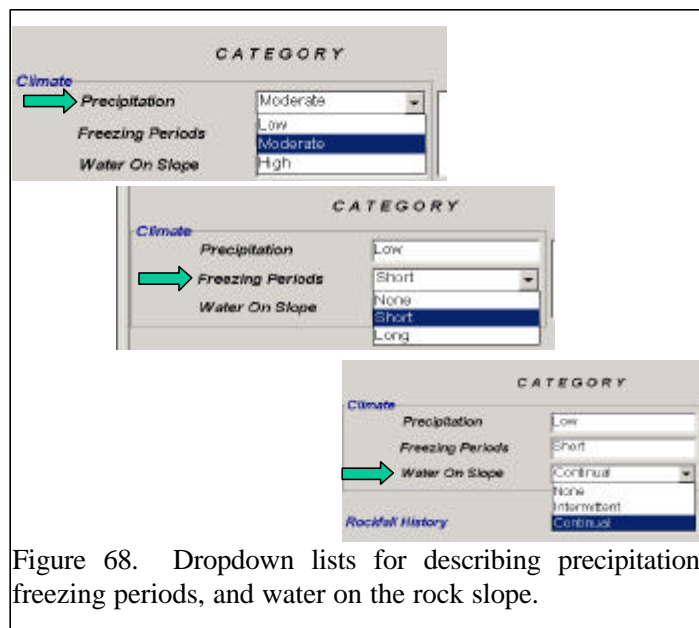 CATEGORY
Climate
Precipitation Moderate
Low
Freezing Periods Moderate
Water On Slope High
CATEGORY
Climate
Precipitation Low
Freezing Periods Short
None
Water On Slope Short
Long
CATEGORY
Climate
Precipitation Low
Freezing Periods Short
Water On Slope Continual
None
Intermittent
Rockfall History Continual
Figure 68. Dropdown lists for describing precipitation
freezing periods, and water on the rock slope.